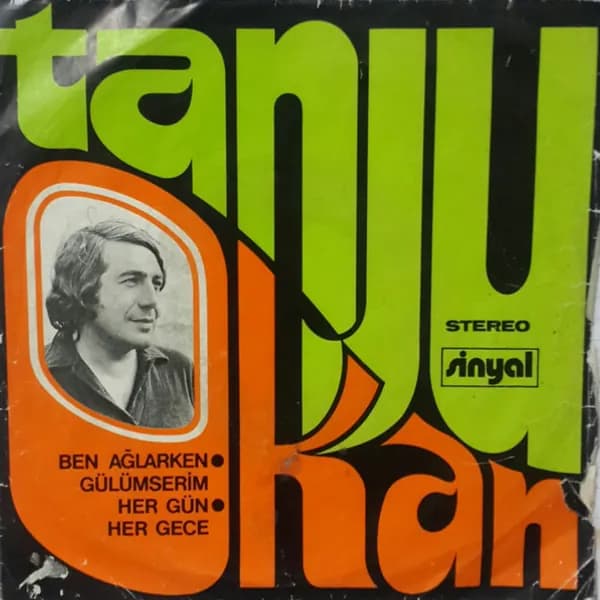 tanju
okan
STEREO
sinyal
BEN AĞLARKEN
GÜLÜMSERİM
HER GÜN
HER GECE